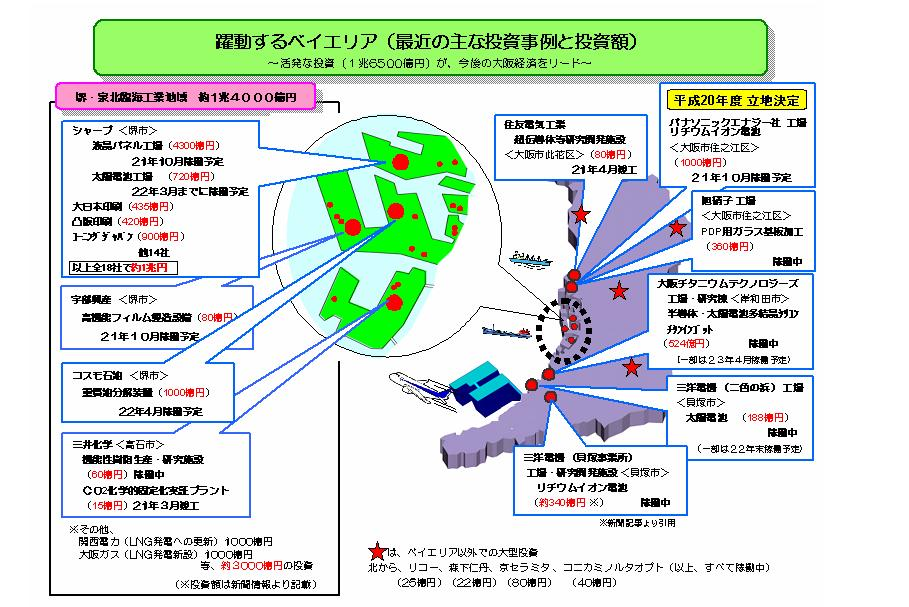 躍動するベイエリア（最近の主な投資事例と投資額）
～活発な投資（１兆6500億円）が、今後の大阪経済をリード～
堺・泉北臨海工業地域 約1兆4000億円
シャープ ＜堺市＞
液晶パネル工場 （4300億円）
21年10月稼働予定
太陽電池工場 （720億円）
22年3月までに稼働予定
大日本印刷（435億円）
凸版印刷（420億円）
ｺｰﾆﾝｸﾞｼﾞｬﾊﾟﾝ（900億円）
他14社
以上全18社で約1兆円
宇部興産 ＜堺市＞
高機能フィルム製造設備（80億円）
21年10月稼働予定
コスモ石油 ＜堺市＞
重質油分解装置（1000億円）
22年4月稼働予定
三井化学＜高石市＞
機能性樹脂生産・研究施設
（60億円）稼働中
CO2化学的固定化実証プラント
（15億円）21年3月竣工
※その他、
関西電力（LNG発電への更新）1000億円
大阪ガス（LNG発電新設）1000億円
等、約3000億円の投資
（※投資額は新聞情報より記載）
住友電気工業
超伝導体等研究開発施設
＜大阪市此花区＞（80億円）
21年4月竣工
平成20年度 立地決定
パナソニックエナジー社 工場
リチウムイオン電池
＜大阪市住之江区＞
（1000億円）
21年10月稼働予定
旭硝子 工場
＜大阪市住之江区＞
PDP用ガラス基板加工
（360億円）
稼働中
大阪チタニウムテクノロジーズ
工場・研究棟＜岸和田市＞
半導体・太陽電池多結晶ｼﾘｺﾝ
ﾁﾀﾝｲﾝｺﾞｯﾄ
（524億円） 稼働中
（一部は23年4月稼働予定）
三洋電機（二色の浜）工場
＜貝塚市＞
太陽電池 （188億円）
稼働中
（一部は22年末稼働予定）
三洋電機（貝塚事業所）
工場・研究開発施設＜貝塚市＞
リチウムイオン電池
（約340億円 ※） 稼働中
※新聞記事より引用
★は、ベイエリア以外での大型投資
北から、リコー、森下仁丹、京セラミタ、コニカミノルタオプト（以上、すべて稼働中）
（25億円）（22億円）（80億円） （40億円）